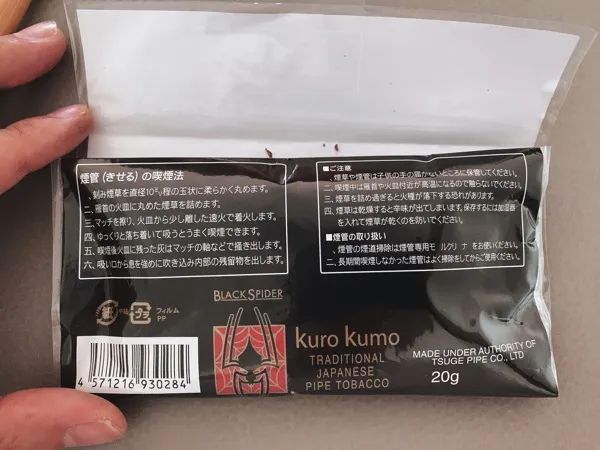 煙管(きせる)の喫煙法
一、刻み煙草を直径10㍉程の玉状に柔らかく丸めます。
二、雁首の火皿に丸めた煙草を詰めます。
三、マッチを擦り、火皿から少し離した遠火で着火します。
四、ゆっくりと落ち着いて吸うとうまく喫煙できます。
五、喫煙後火皿に残った灰はマッチの軸などで掻き出します。
六、吸い口から息を強めに吹き込み内部の残留物を出します。
■ご注意
一、煙草や煙管は子供の手の届かないところに保管してください。
二、喫煙中は雁首や火皿付近が高温になるので触らないでください。
三、煙草を詰め過ぎると火種が落下する恐れがあります。
四、煙草は乾燥すると辛味が出てしまいます。保存するには加湿器
を入れて煙草が乾くのを防いでください。
■煙管の取り扱い
一、煙管の煙道掃除は煙管専用モールクリーナーをお使いください。
二、長期間喫煙しなかった煙管はよく掃除をしてからご使用ください。
紙
プラ
フィルム
PP
BLACK SPIDER
kuro kumo
TRADITIONAL
JAPANESE
PIPE TOBACCO
MADE UNDER AUTHORITY OF
TSUGE PIPE CO., LTD
20g
4 571216 930284